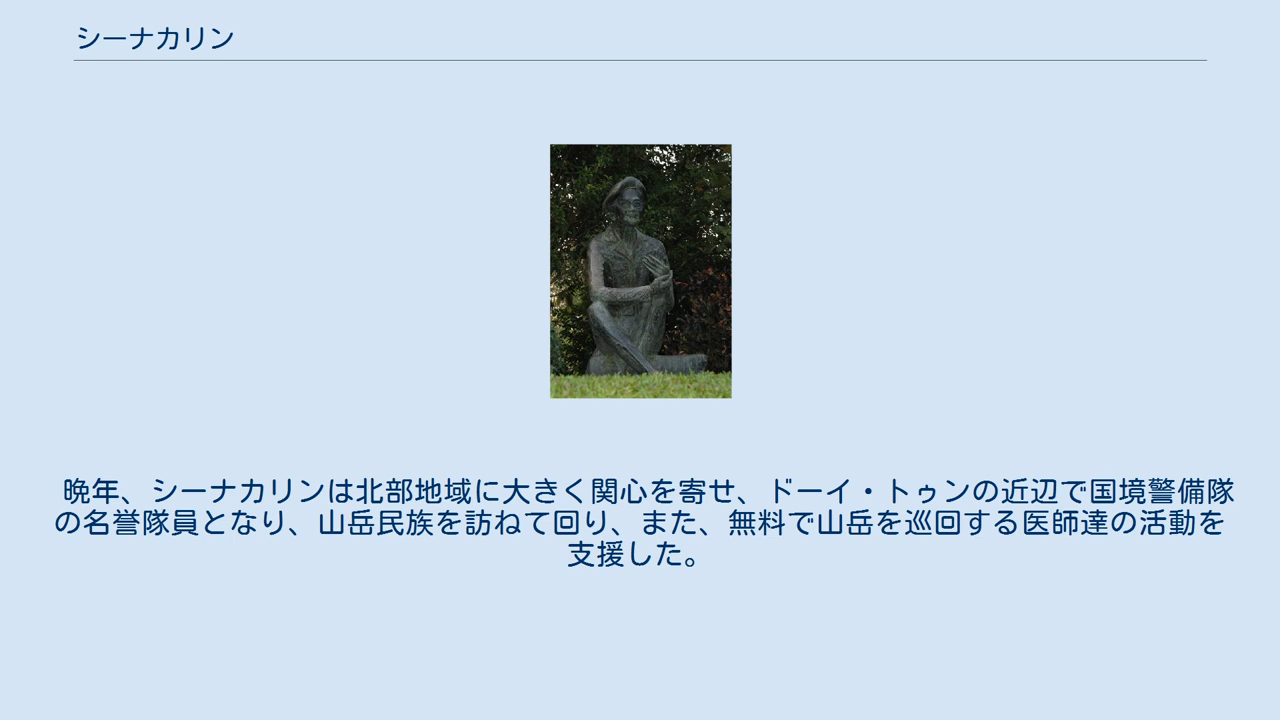 シーナカリン
晩年、シーナカリンは北部地域に大きく関心を寄せ、ドーイ・トゥンの近辺で国境警備隊
の名誉隊員となり、山岳民族を訪ねて回り、また、無料で山岳を巡回する医師達の活動を
支援した。